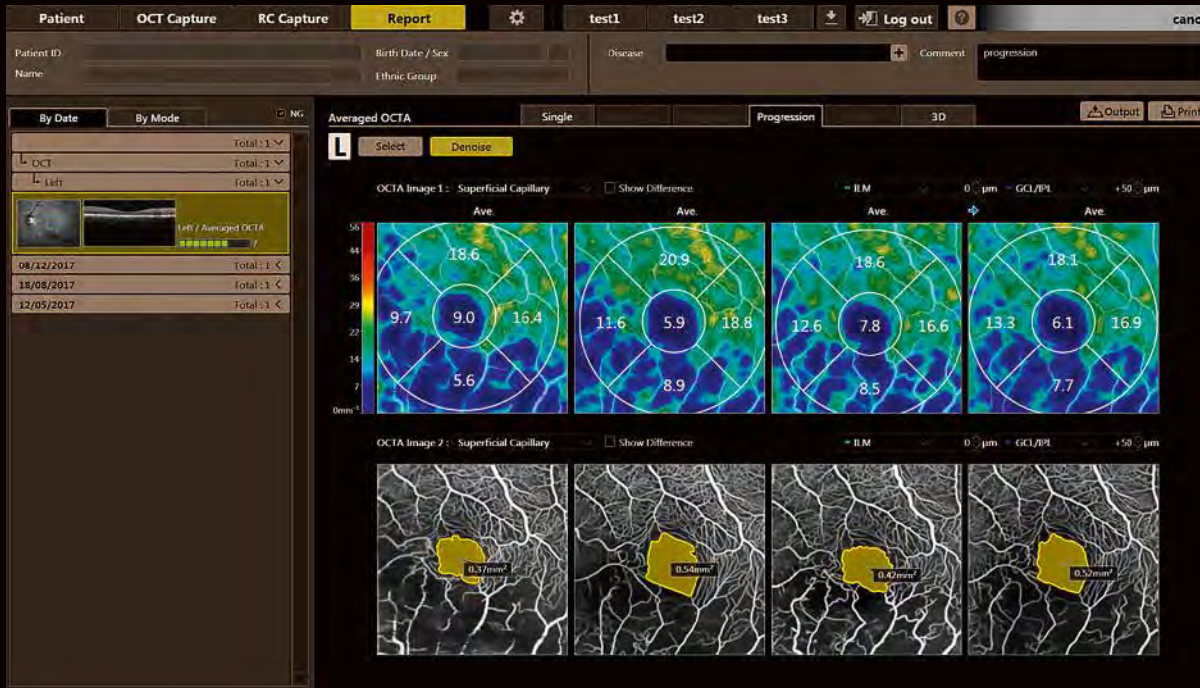 Patient OCT Capture RC Capture Report test1 test2 test3 Log out ? canc
Patient ID Birth Date / Sex Disease + Comment progression
Name Ethnic Group
By Date By Mode NG
Total : 1
OCT Total : 1
Left Total : 1
Left / Averaged OCTA
08/12/2017 Total : 1
18/08/2017 Total : 1
12/05/2017 Total : 1
Averaged OCTA Single Progression 3D Output Print
L Select Denoise
OCTA Image 1 : Superficial Capillary Show Difference ILM 0 µm GCL/IPL +50 µm
Ave. Ave. Ave. Ave.
56
44
36
29
22
14
7
0mm⁻¹
18.6
9.7 9.0 16.4
5.6
20.9
11.6 5.9 18.8
8.9
18.6
12.6 7.8 16.6
8.5
18.1
13.3 6.1 16.9
7.7
OCTA Image 2 : Superficial Capillary Show Difference ILM 0 µm GCL/IPL +50 µm
0.37mm² 0.54mm² 0.42mm² 0.52mm²